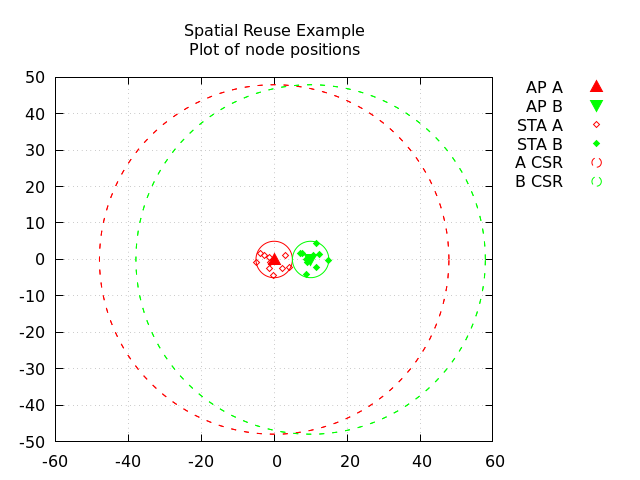 Spatial Reuse Example
Plot of node positions
AP A
AP B
STA A
STA B
A CSR
B CSR
50
40
30
20
10
0
-10
-20
-30
-40
-50
-60 -40 -20 0 20 40 60